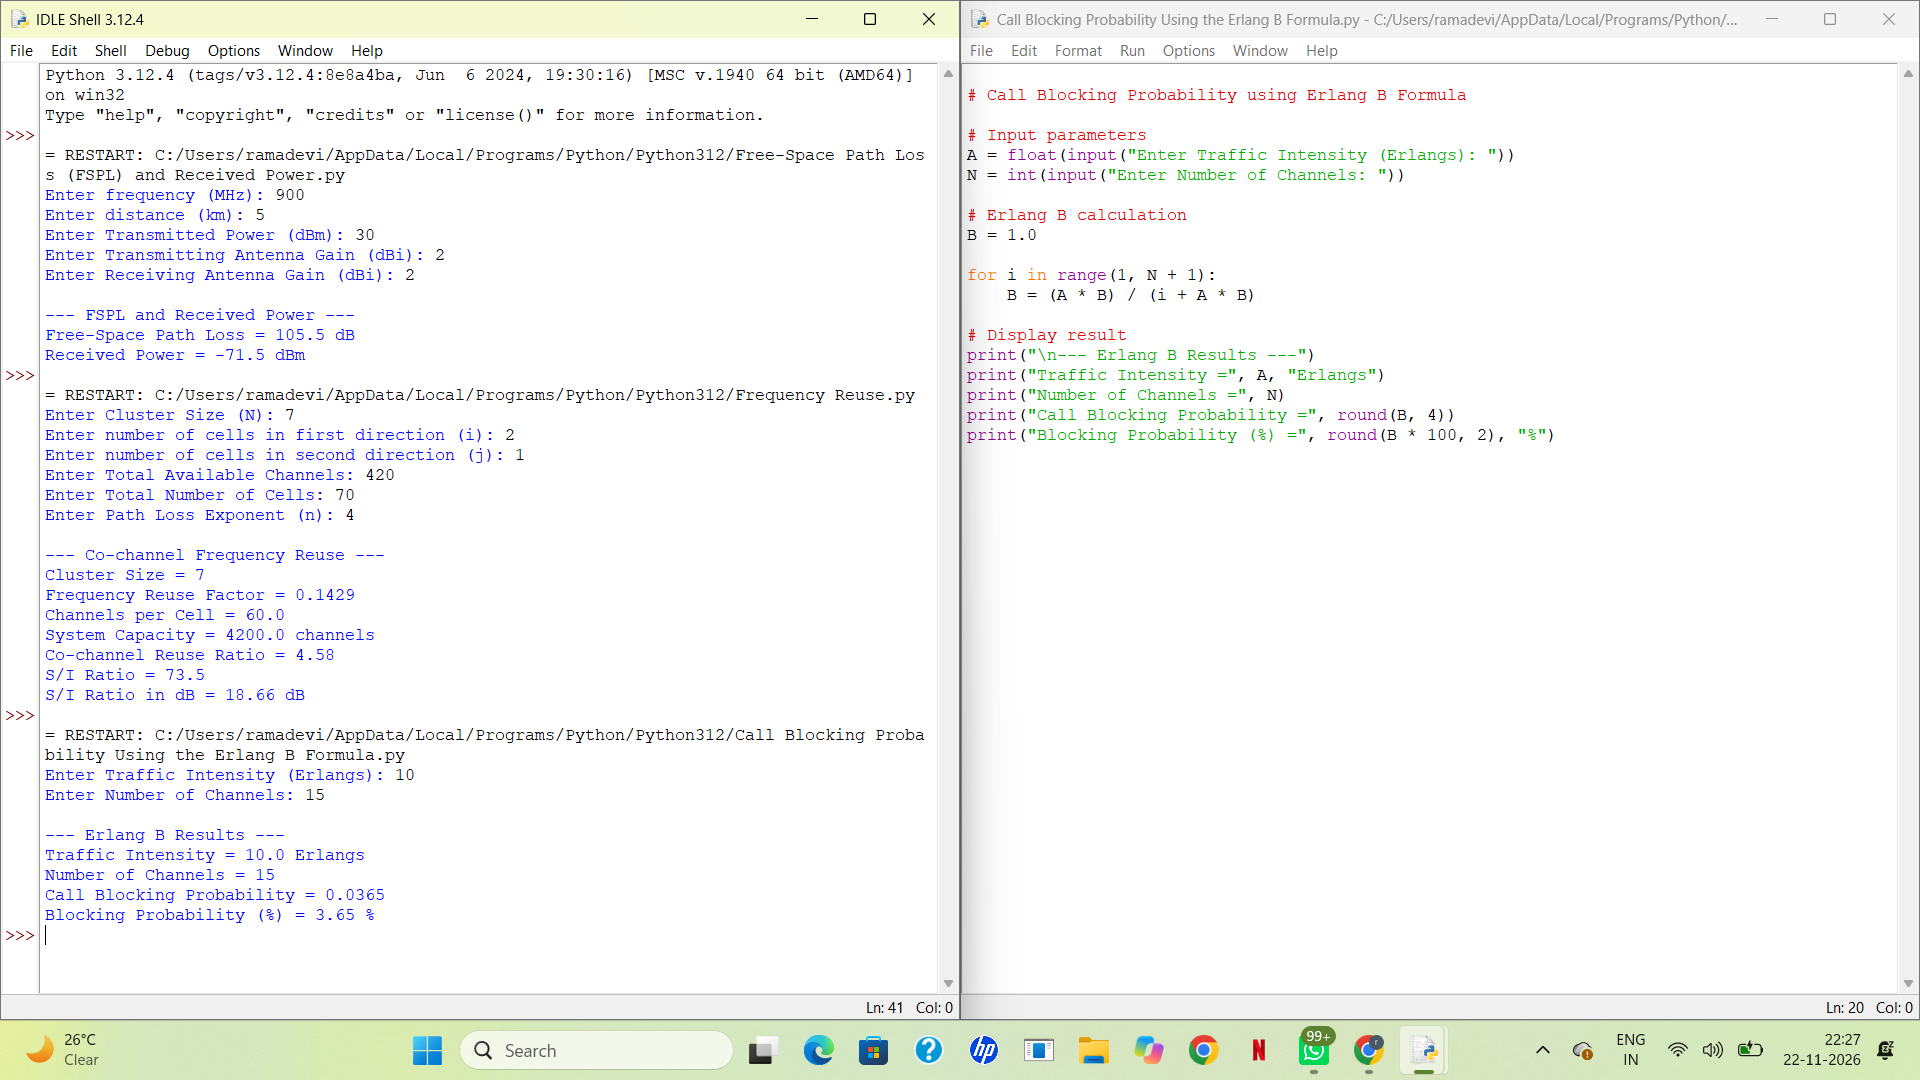 IDLE Shell 3.12.4
File Edit Shell Debug Options Window Help
Python 3.12.4 (tags/v3.12.4:8e8a4ba, Jun  6 2024, 19:30:16) [MSC v.1940 64 bit (AMD64)]
on win32
Type "help", "copyright", "credits" or "license()" for more information.
>>>
= RESTART: C:/Users/ramadevi/AppData/Local/Programs/Python/Python312/Free-Space Path Los
s (FSPL) and Received Power.py
Enter frequency (MHz): 900
Enter distance (km): 5
Enter Transmitted Power (dBm): 30
Enter Transmitting Antenna Gain (dBi): 2
Enter Receiving Antenna Gain (dBi): 2
--- FSPL and Received Power ---
Free-Space Path Loss = 105.5 dB
Received Power = -71.5 dBm
>>>
= RESTART: C:/Users/ramadevi/AppData/Local/Programs/Python/Python312/Frequency Reuse.py
Enter Cluster Size (N): 7
Enter number of cells in first direction (i): 2
Enter number of cells in second direction (j): 1
Enter Total Available Channels: 420
Enter Total Number of Cells: 70
Enter Path Loss Exponent (n): 4
--- Co-channel Frequency Reuse ---
Cluster Size = 7
Frequency Reuse Factor = 0.1429
Channels per Cell = 60.0
System Capacity = 4200.0 channels
Co-channel Reuse Ratio = 4.58
S/I Ratio = 73.5
S/I Ratio in dB = 18.66 dB
>>>
= RESTART: C:/Users/ramadevi/AppData/Local/Programs/Python/Python312/Call Blocking Proba
bility Using the Erlang B Formula.py
Enter Traffic Intensity (Erlangs): 10
Enter Number of Channels: 15
--- Erlang B Results ---
Traffic Intensity = 10.0 Erlangs
Number of Channels = 15
Call Blocking Probability = 0.0365
Blocking Probability (%) = 3.65 %
>>>
Ln: 41 Col: 0
Call Blocking Probability Using the Erlang B Formula.py - C:/Users/ramadevi/AppData/Local/Programs/Python/...
File Edit Format Run Options Window Help
# Call Blocking Probability using Erlang B Formula
# Input parameters
A = float(input("Enter Traffic Intensity (Erlangs): "))
N = int(input("Enter Number of Channels: "))
# Erlang B calculation
B = 1.0
for i in range(1, N + 1):
    B = (A * B) / (i + A * B)
# Display result
print("\n--- Erlang B Results ---")
print("Traffic Intensity =", A, "Erlangs")
print("Number of Channels =", N)
print("Call Blocking Probability =", round(B, 4))
print("Blocking Probability (%) =", round(B * 100, 2), "%")
Ln: 20 Col: 0
26°C
Clear
Search
hp
N
99+
r
ENG
IN
22:27
22-11-2026